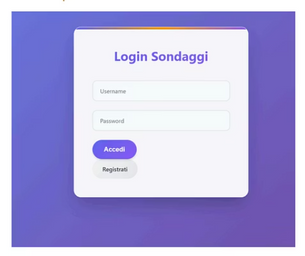 Login Sondaggi
Username
Password
Accedi
Registrati